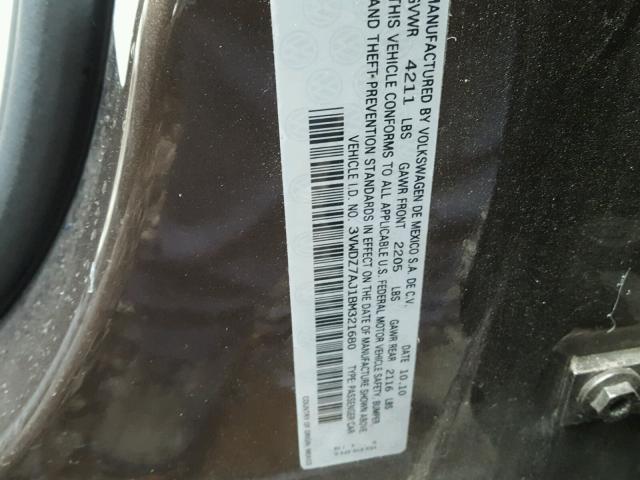 MANUFACTURED BY VOLKSWAGEN DE MEXICO S.A. DE C.V. DATE 10.10
GVWR 4211 LBS GAWR FRONT 2205 LBS GAWR REAR 2116 LBS
THIS VEHICLE CONFORMS TO ALL APPLICABLE U.S. FEDERAL MOTOR VEHICLE SAFETY, BUMPER,
AND THEFT-PREVENTION STANDARDS IN EFFECT ON THE DATE OF MANUFACTURE SHOWN ABOVE.
VEHICLE I.D. NO. 3VWDZ7AJ1BM321680 TYPE: PASSENGER CAR
COUNTRY OF ORIGIN: MEXICO